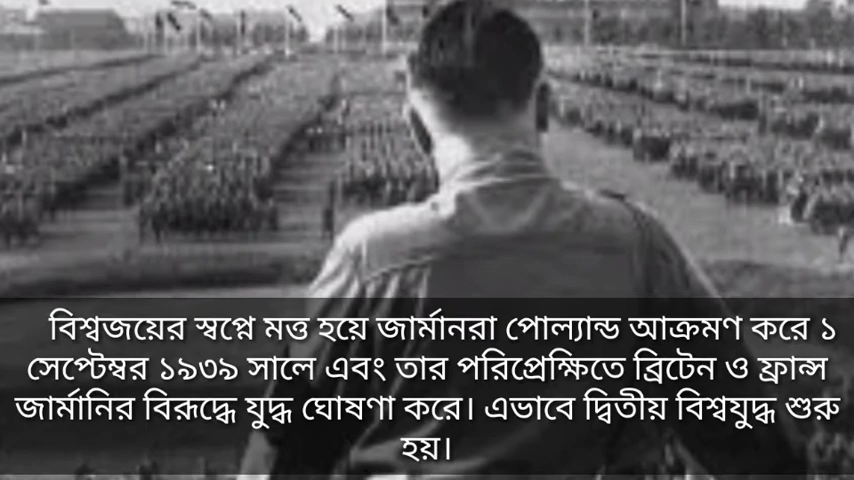 বিশ্বজয়ের স্বপ্নে মত্ত হয়ে জার্মানরা পোল্যান্ড আক্রমণ করে ১
সেপ্টেম্বর ১৯৩৯ সালে এবং তার পরিপ্রেক্ষিতে ব্রিটেন ও ফ্রান্স
জার্মানির বিরূদ্ধে যুদ্ধ ঘোষণা করে। এভাবে দ্বিতীয় বিশ্বযুদ্ধ শুরু
হয়।